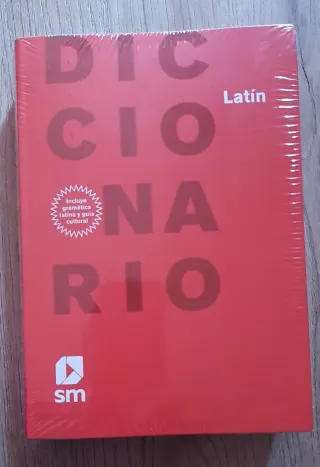 DIC
Latín
CIO
Incluye
gramática
latina y guía
cultural
NA
RIO
sm